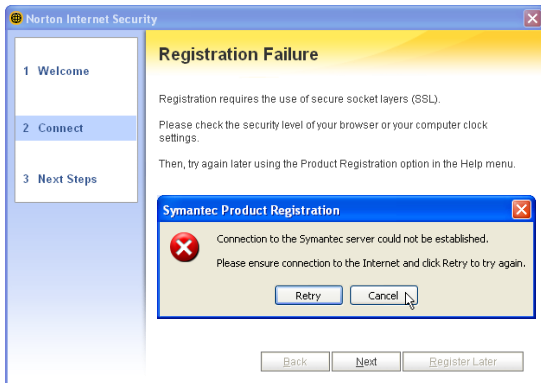 Norton Internet Security
1 Welcome
2 Connect
3 Next Steps
Registration Failure
Registration requires the use of secure socket layers (SSL).
Please check the security level of your browser or your computer clock
settings.
Then, try again later using the Product Registration option in the Help menu.
Symantec Product Registration
Connection to the Symantec server could not be established.
Please ensure connection to the Internet and click Retry to try again.
Retry Cancel
Back Next Register Later